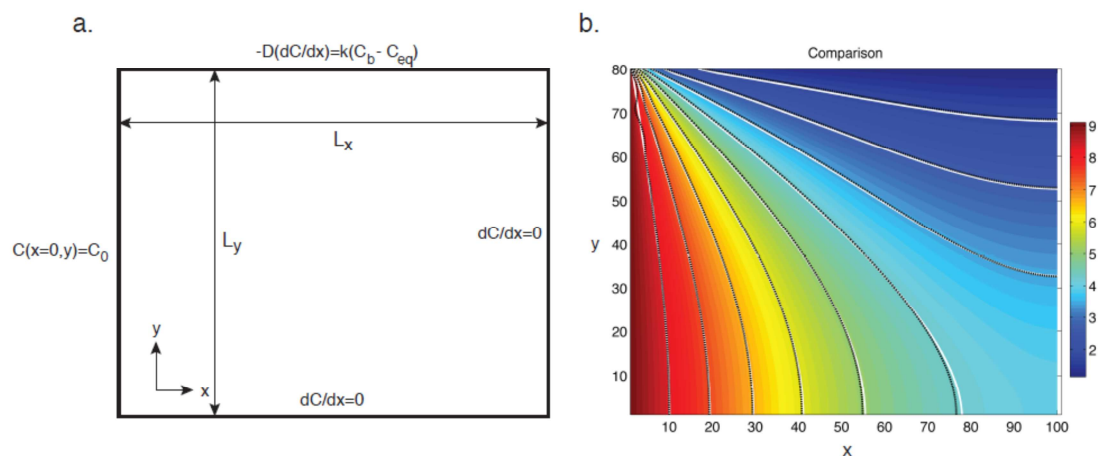 a.
-D(dC/dx)=k(C_b - C_eq)
L_x
L_y
C(x=0,y)=C_0
dC/dx=0
y
x
dC/dx=0
b.
Comparison
80
70
60
50
40
30
20
10
y
10 20 30 40 50 60 70 80 90 100
x
9
8
7
6
5
4
3
2